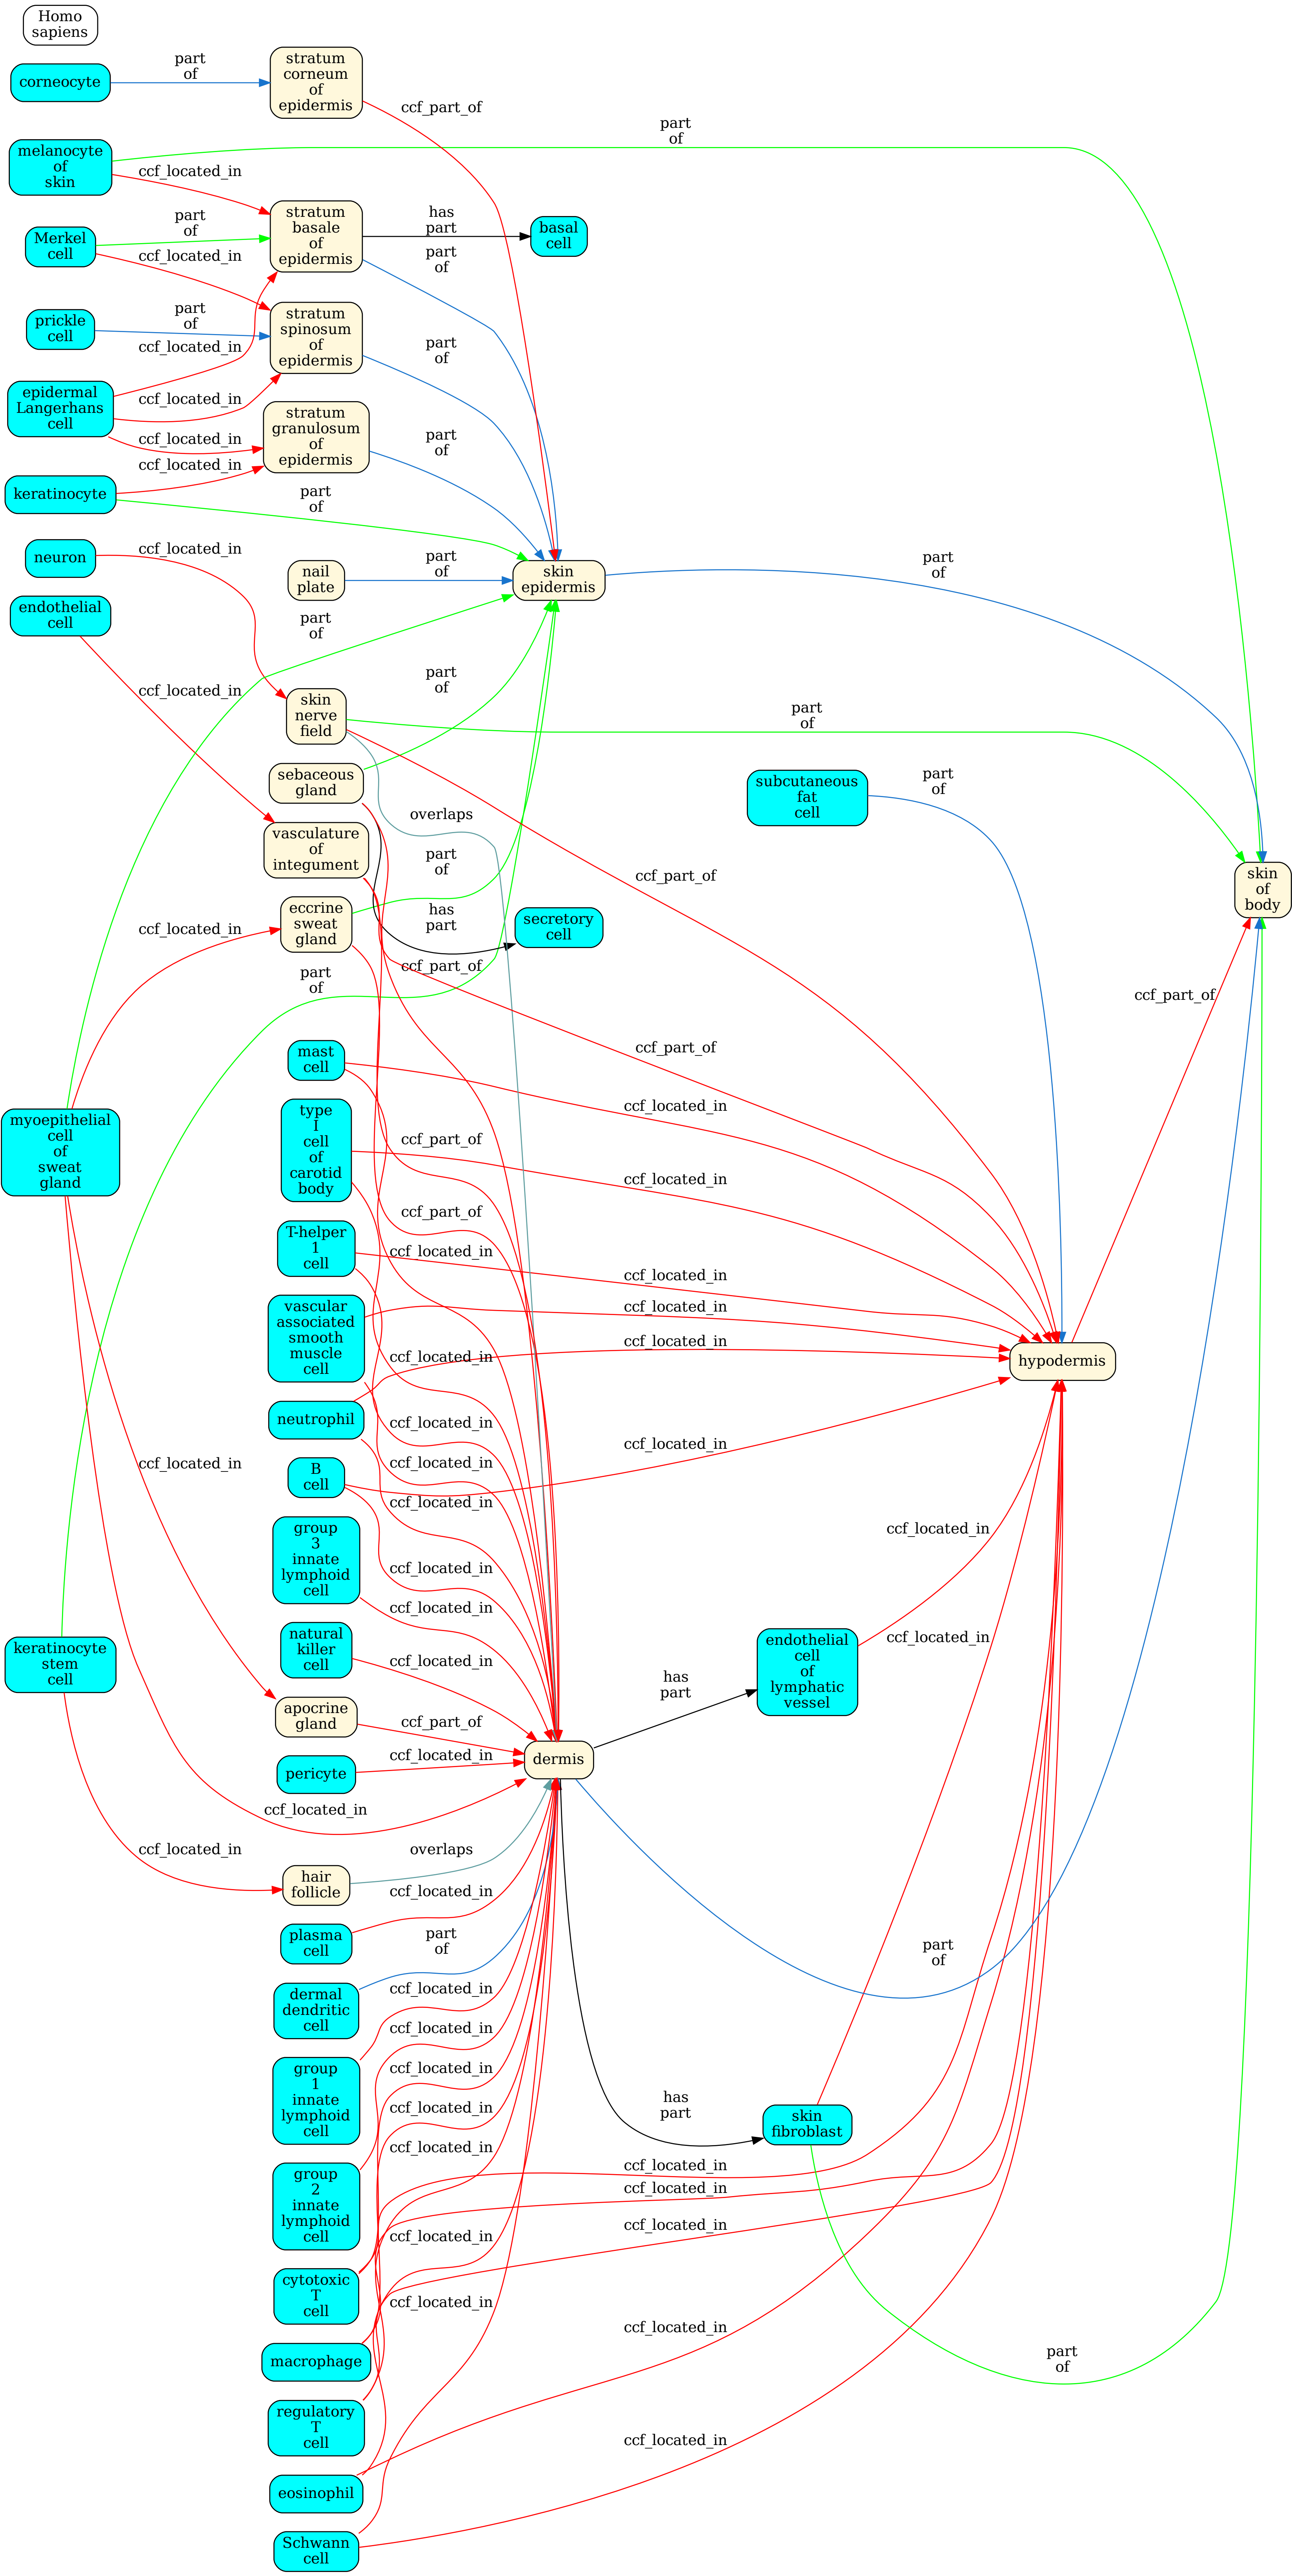 Homo
sapiens
corneocyte
part
of
stratum
corneum
of
epidermis
ccf_part_of
part
of
melanocyte
of
skin
ccf_located_in
Merkel
cell
part
of
ccf_located_in
stratum
basale
of
epidermis
has
part
part
of
basal
cell
prickle
cell
part
of
ccf_located_in
stratum
spinosum
of
epidermis
part
of
epidermal
Langerhans
cell
ccf_located_in
ccf_located_in
stratum
granulosum
of
epidermis
part
of
keratinocyte
ccf_located_in
part
of
neuron
ccf_located_in
nail
plate
part
of
skin
epidermis
part
of
endothelial
cell
part
of
ccf_located_in
skin
nerve
field
part
of
part
of
sebaceous
gland
overlaps
subcutaneous
fat
cell
part
of
vasculature
of
integument
part
of
ccf_part_of
skin
of
body
eccrine
sweat
gland
ccf_located_in
has
part
secretory
cell
part
of
ccf_part_of
ccf_part_of
mast
cell
ccf_part_of
ccf_located_in
myoepithelial
cell
of
sweat
gland
type
I
cell
of
carotid
body
ccf_part_of
ccf_located_in
T-helper
1
cell
ccf_part_of
ccf_located_in
ccf_located_in
vascular
associated
smooth
muscle
cell
ccf_located_in
ccf_located_in
ccf_located_in
hypodermis
neutrophil
ccf_located_in
ccf_located_in
B
cell
ccf_located_in
ccf_located_in
ccf_located_in
group
3
innate
lymphoid
cell
ccf_located_in
ccf_located_in
ccf_located_in
natural
killer
cell
ccf_located_in
keratinocyte
stem
cell
endothelial
cell
of
lymphatic
vessel
ccf_located_in
has
part
apocrine
gland
ccf_part_of
dermis
pericyte
ccf_located_in
ccf_located_in
ccf_located_in
hair
follicle
overlaps
ccf_located_in
plasma
cell
part
of
part
of
dermal
dendritic
cell
ccf_located_in
ccf_located_in
group
1
innate
lymphoid
cell
ccf_located_in
ccf_located_in
has
part
skin
fibroblast
ccf_located_in
group
2
innate
lymphoid
cell
ccf_located_in
ccf_located_in
ccf_located_in
ccf_located_in
cytotoxic
T
cell
ccf_located_in
ccf_located_in
macrophage
part
of
regulatory
T
cell
ccf_located_in
eosinophil
Schwann
cell